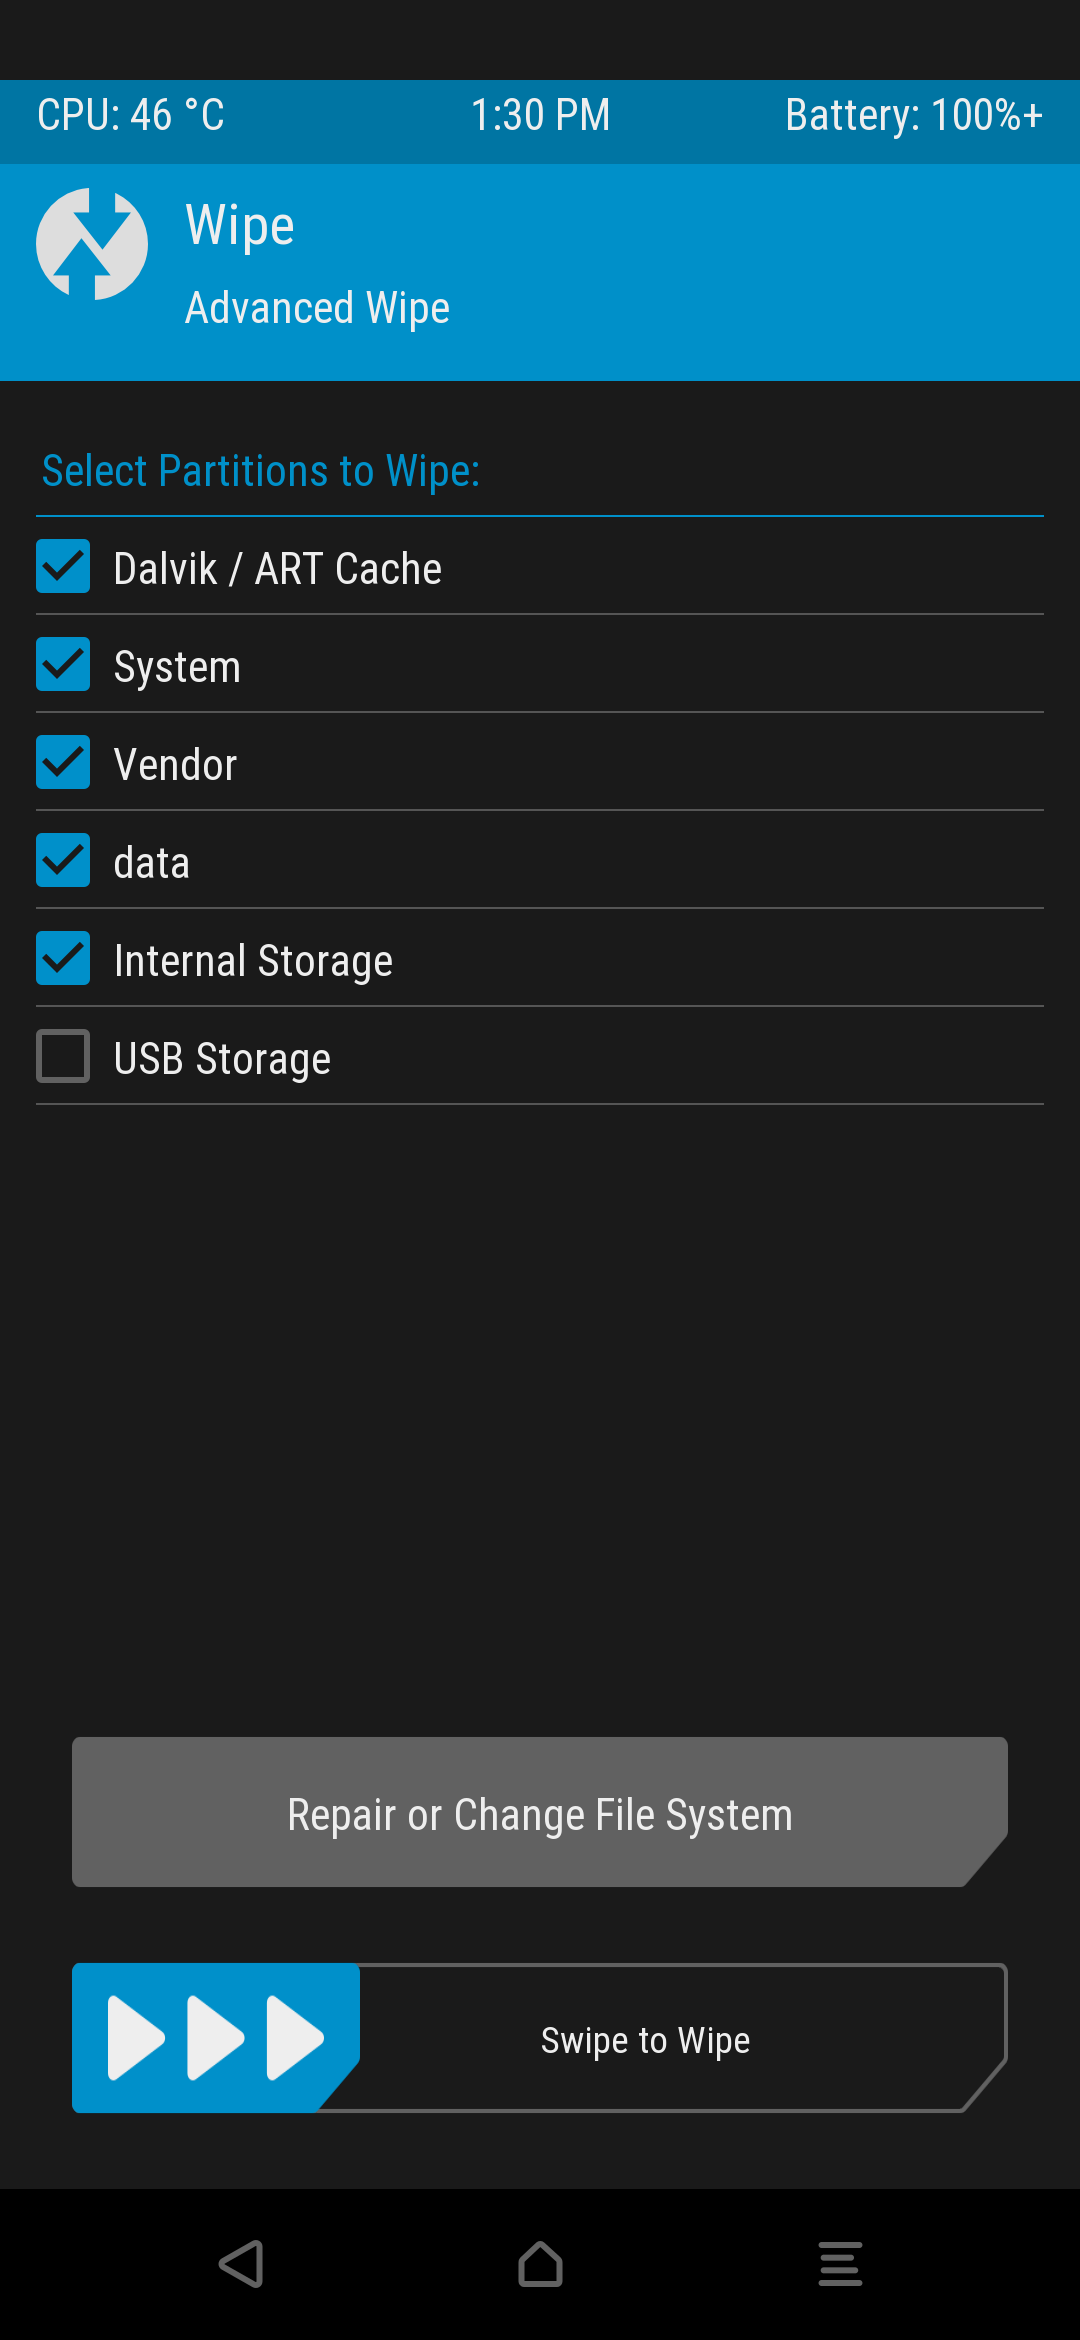 CPU: 46 °C 1:30 PM Battery: 100%+
Wipe
Advanced Wipe
Select Partitions to Wipe:
Dalvik / ART Cache
System
Vendor
data
Internal Storage
USB Storage
Repair or Change File System
Swipe to Wipe